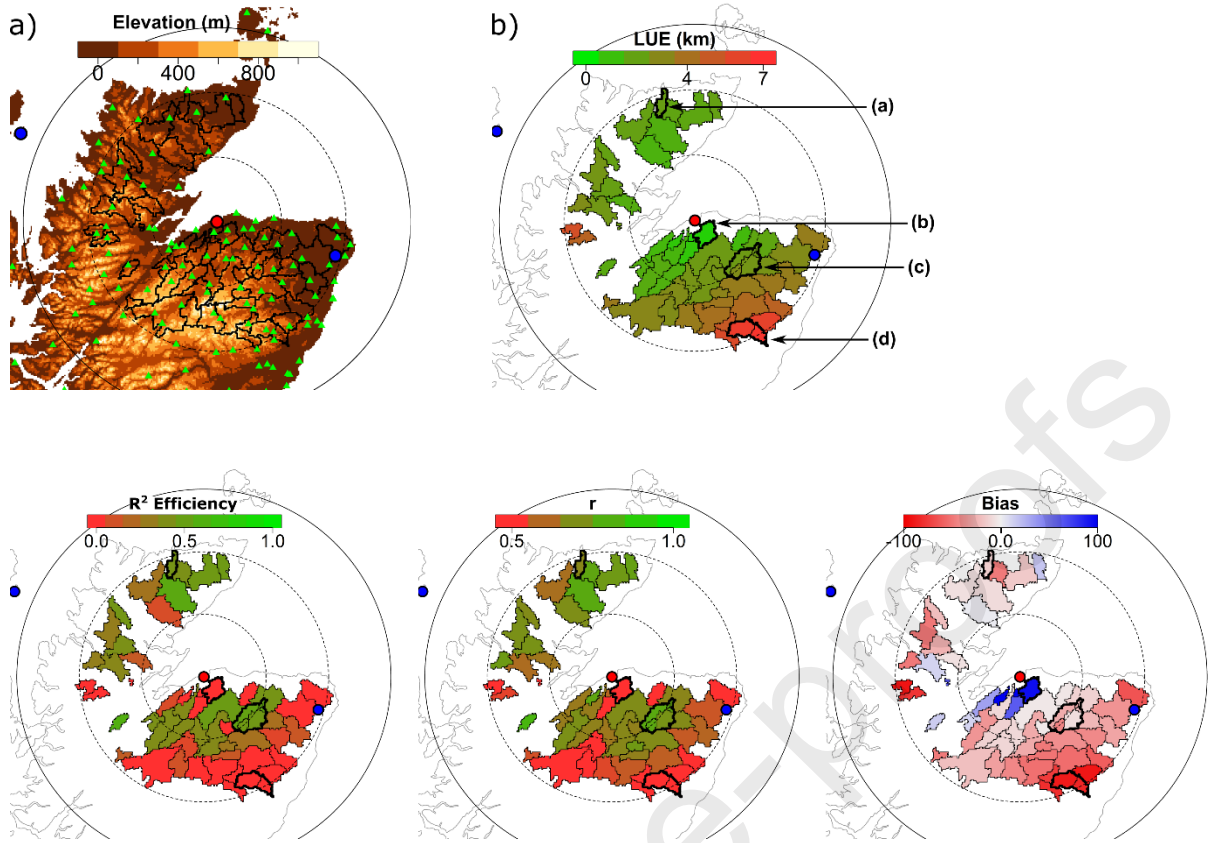 a)
Elevation (m)
0 400 800
b)
LUE (km)
0 4 7
(a)
(b)
(c)
(d)
R² Efficiency
0.0 0.5 1.0
r
0.5 1.0
Bias
-100 0.0 100
e-proofs